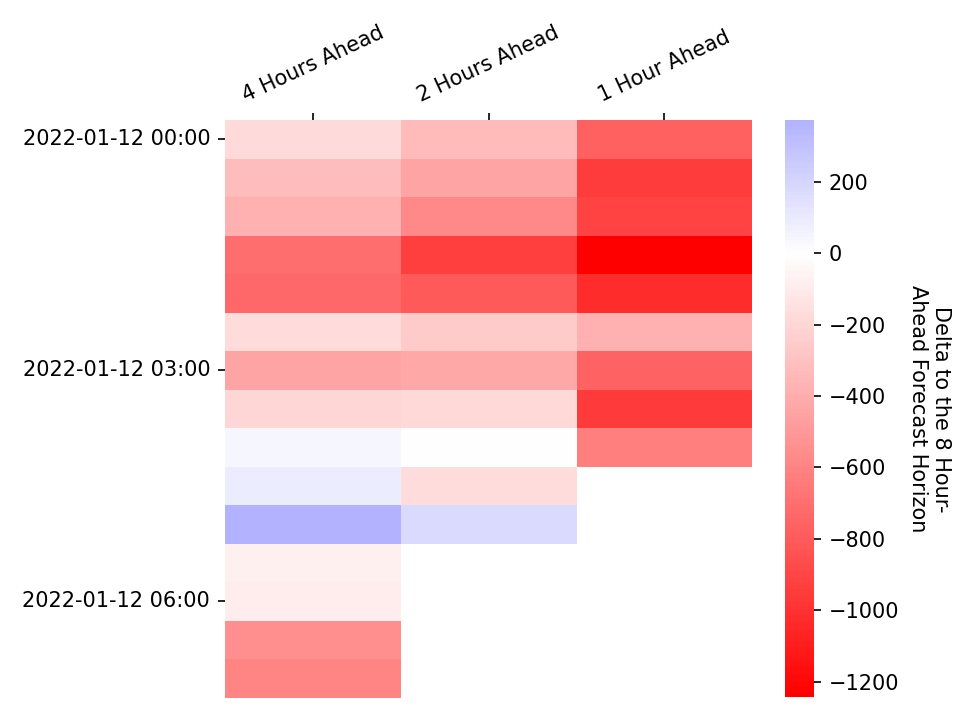 4 Hours Ahead
2 Hours Ahead
1 Hour Ahead
2022-01-12 00:00
2022-01-12 03:00
2022-01-12 06:00
200
0
−200
−400
−600
−800
−1000
−1200
Delta to the 8 Hour-
Ahead Forecast Horizon